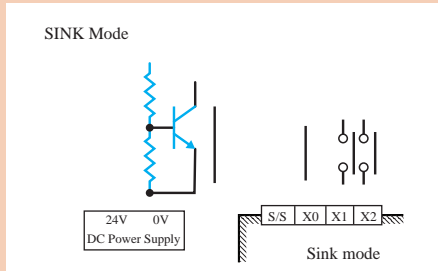 SINK Mode
24V 0V
DC Power Supply
S/S X0 X1 X2
Sink mode